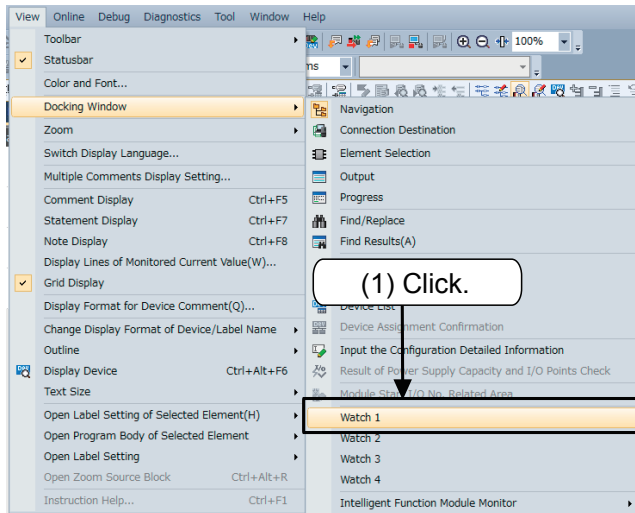 View Online Debug Diagnostics Tool Window Help
Toolbar
100%
Statusbar
ms
Color and Font...
Docking Window
Navigation
Zoom
Connection Destination
Switch Display Language...
Element Selection
Multiple Comments Display Setting...
Output
Comment Display Ctrl+F5
Progress
Statement Display Ctrl+F7
Find/Replace
Note Display Ctrl+F8
Find Results(A)
Display Lines of Monitored Current Value(W)...
Grid Display
(1) Click.
Display Format for Device Comment(Q)...
Device List
Change Display Format of Device/Label Name
Device Assignment Confirmation
Outline
Input the Configuration Detailed Information
Display Device Ctrl+Alt+F6
Result of Power Supply Capacity and I/O Points Check
Text Size
Module Start I/O No. Related Area
Open Label Setting of Selected Element(H)
Watch 1
Open Program Body of Selected Element
Watch 2
Open Label Setting
Watch 3
Open Zoom Source Block Ctrl+Alt+R
Watch 4
Instruction Help... Ctrl+F1
Intelligent Function Module Monitor